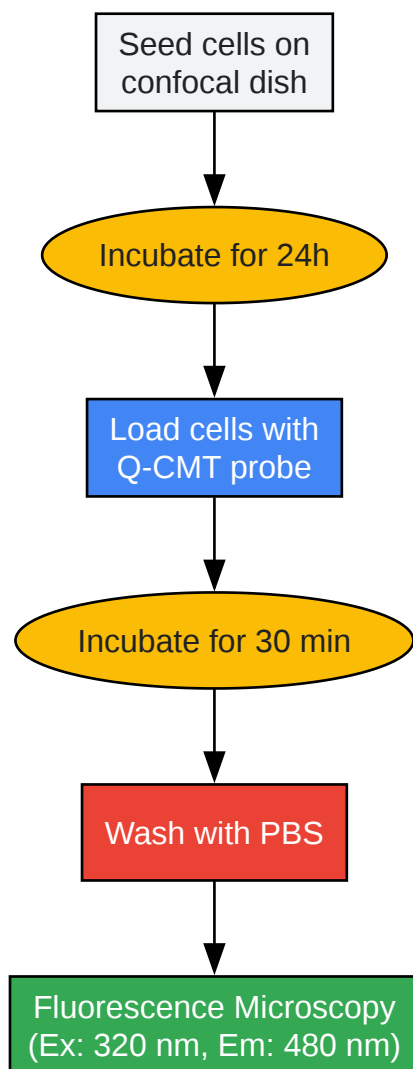 Seed cells on
confocal dish
Incubate for 24h
Load cells with
Q-CMT probe
Incubate for 30 min
Wash with PBS
Fluorescence Microscopy
(Ex: 320 nm, Em: 480 nm)